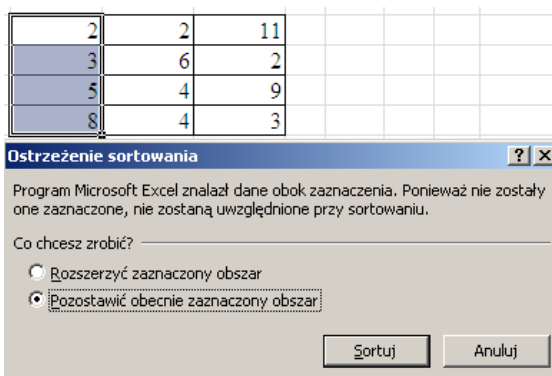 2 2 11
3 6 2
5 4 9
8 4 3
Ostrzeżenie sortowania
Program Microsoft Excel znalazł dane obok zaznaczenia. Ponieważ nie zostały
one zaznaczone, nie zostaną uwzględnione przy sortowaniu.
Co chcesz zrobić?
Rozszerzyć zaznaczony obszar
Pozostawić obecnie zaznaczony obszar
Sortuj Anuluj